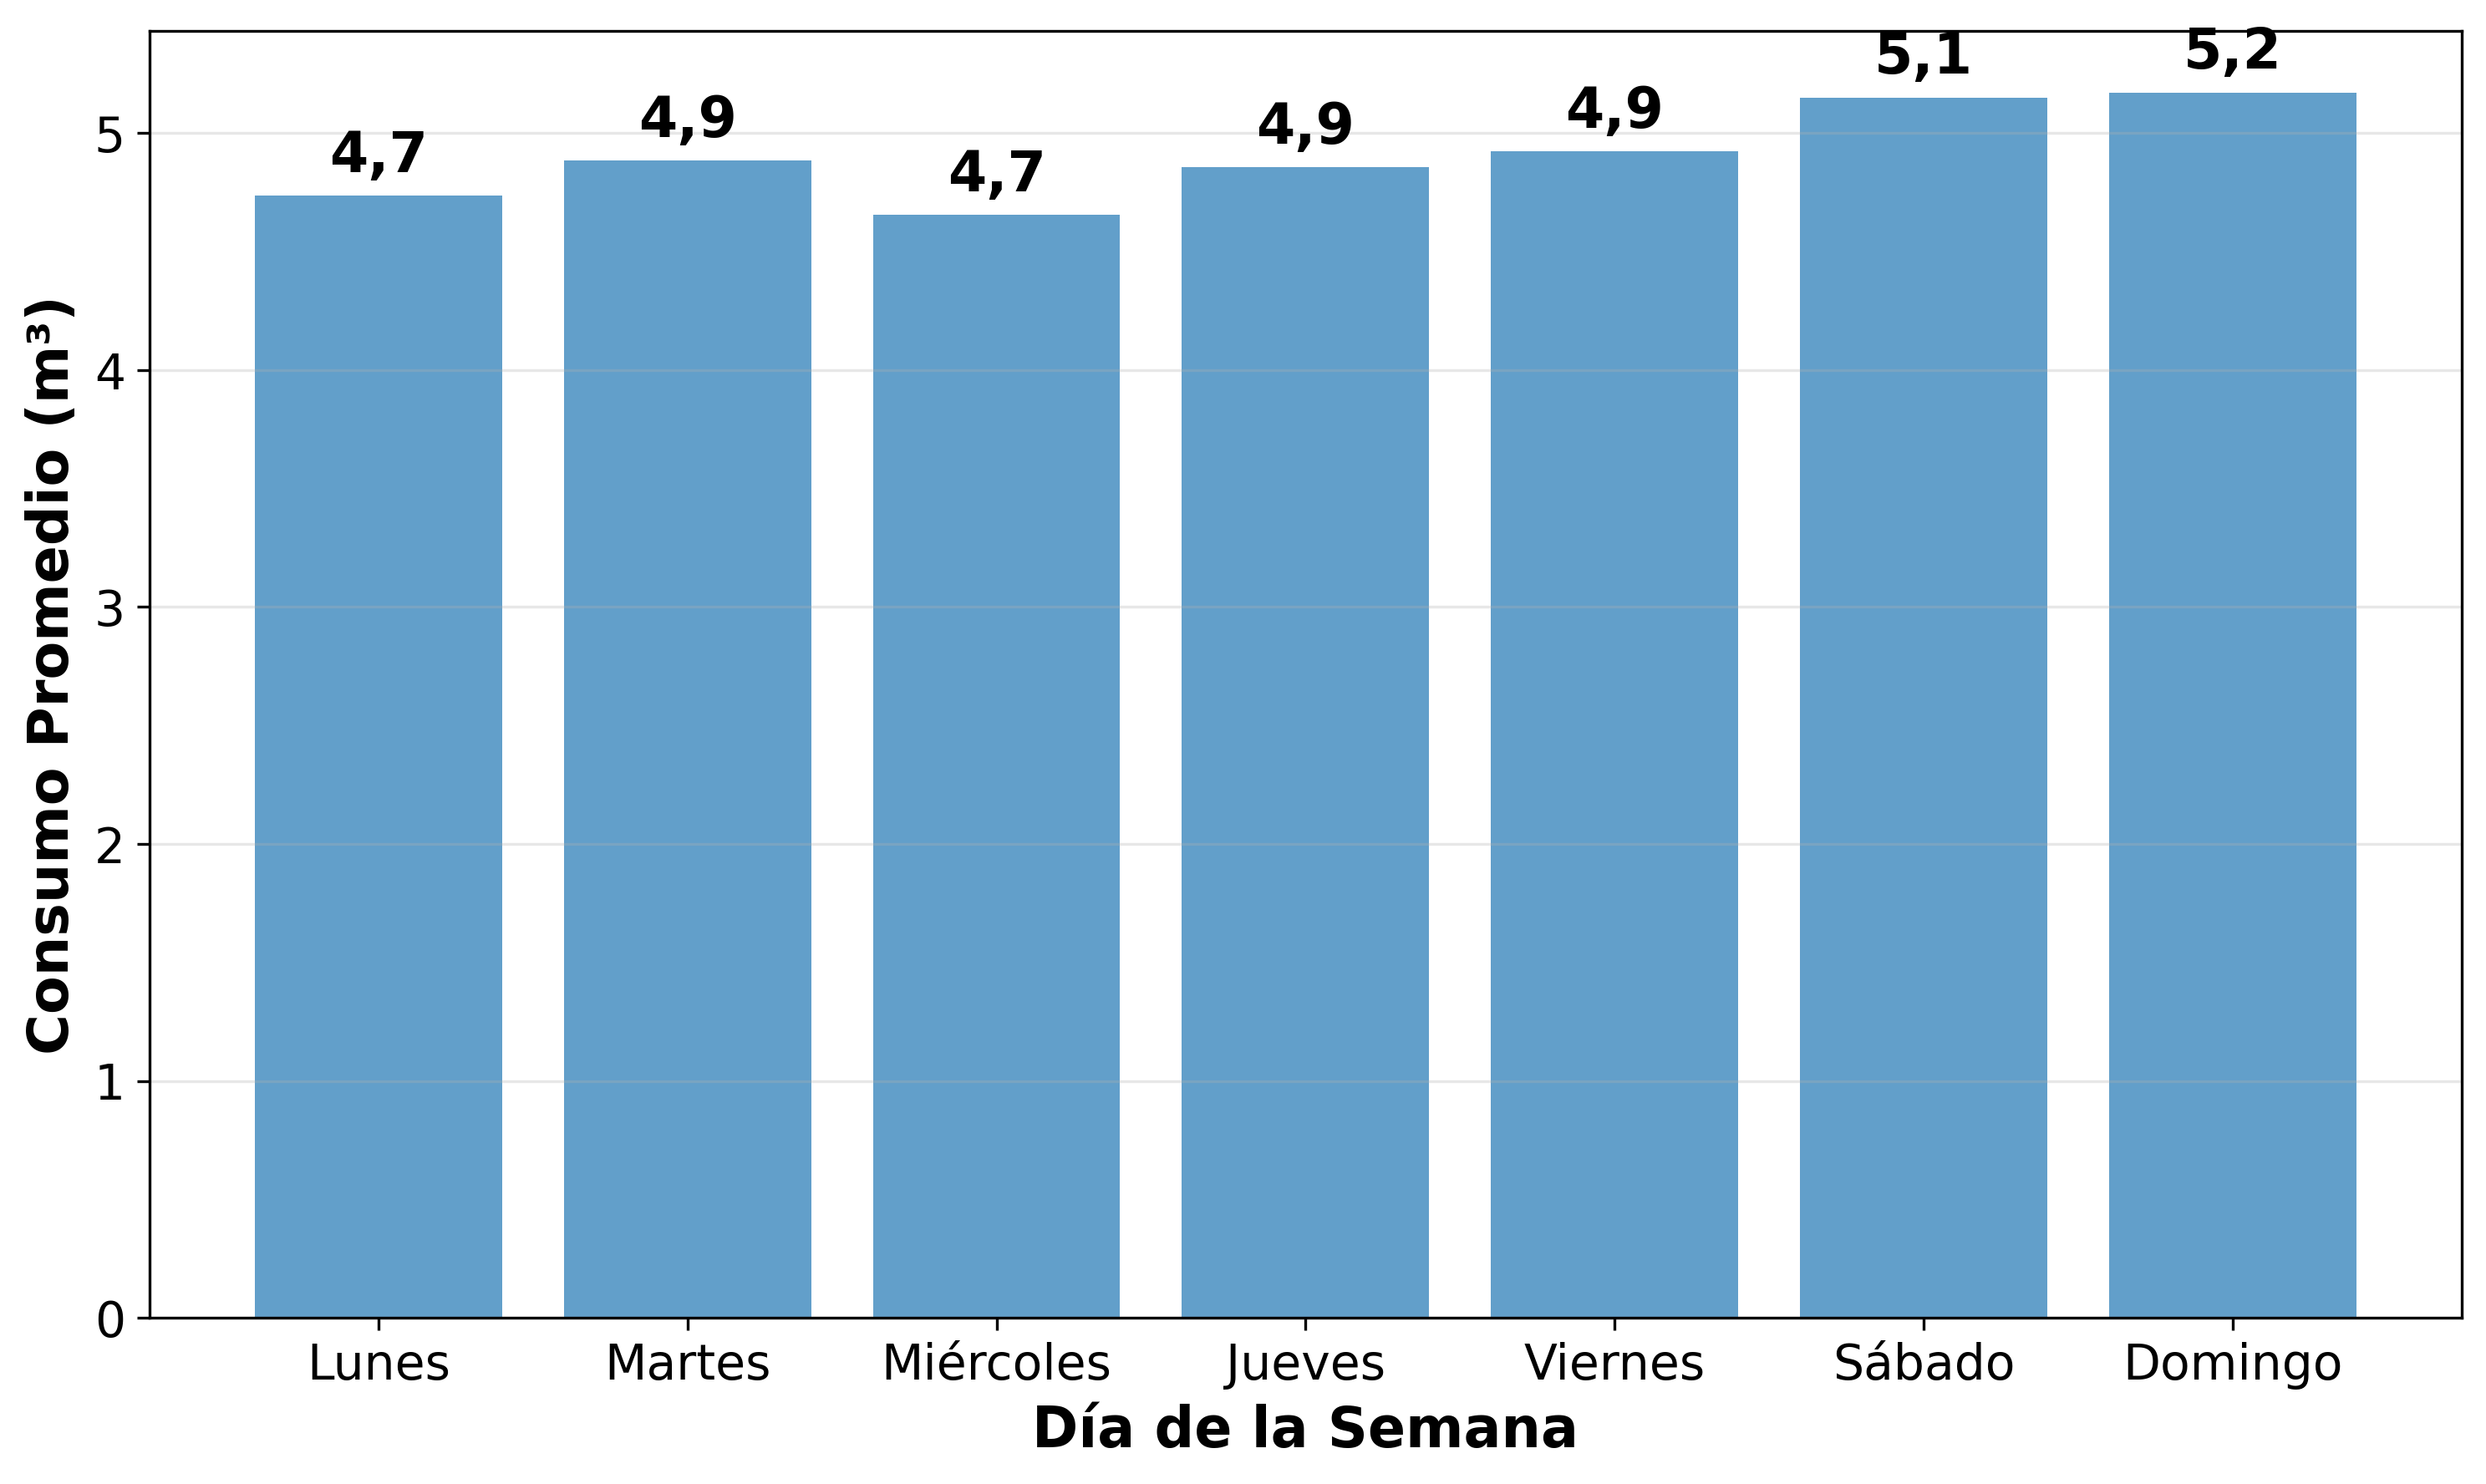 5,1
5,2
4,9
4,9
4,9
4,7
4,7
5
4
3
2
1
0
Consumo Promedio (m³)
Lunes
Martes
Miércoles
Jueves
Viernes
Sábado
Domingo
Día de la Semana